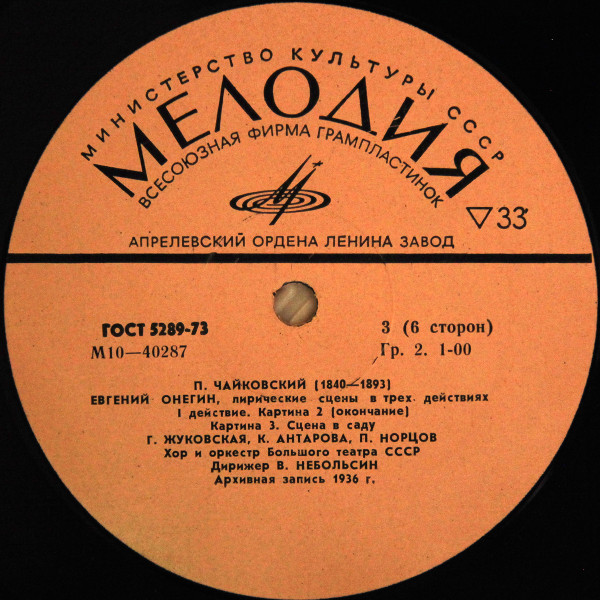 МИНИСТЕРСТВО КУЛЬТУРЫ СССР
МЕЛОДИЯ
ВСЕСОЮЗНАЯ ФИРМА ГРАМПЛАСТИНОК
▽33
АПРЕЛЕВСКИЙ ОРДЕНА ЛЕНИНА ЗАВОД
ГОСТ 5289-73
3 (6 сторон)
М10—40287
Гр. 2. 1-00
П. ЧАЙКОВСКИЙ (1840—1893)
ЕВГЕНИЙ ОНЕГИН, лирические сцены в трех действиях
I действие. Картина 2 (окончание)
Картина 3. Сцена в саду
Г. ЖУКОВСКАЯ, К. АНТАРОВА, П. НОРЦОВ
Хор и оркестр Большого театра СССР
Дирижер В. НЕБОЛЬСИН
Архивная запись 1936 г.